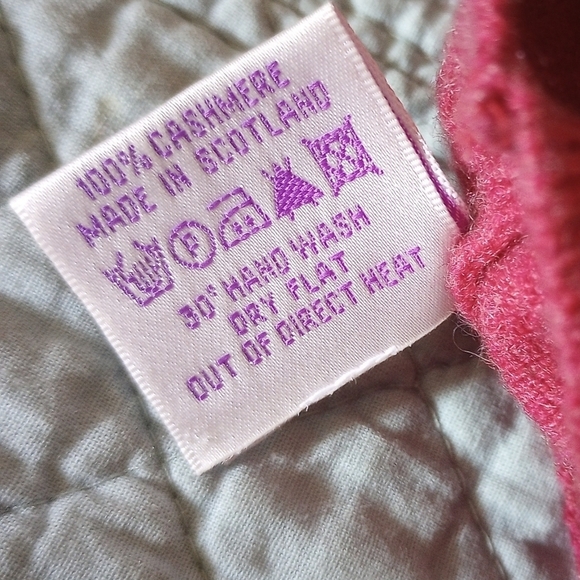 100% CASHMERE
MADE IN SCOTLAND
P
30° HAND WASH
DRY FLAT
OUT OF DIRECT HEAT